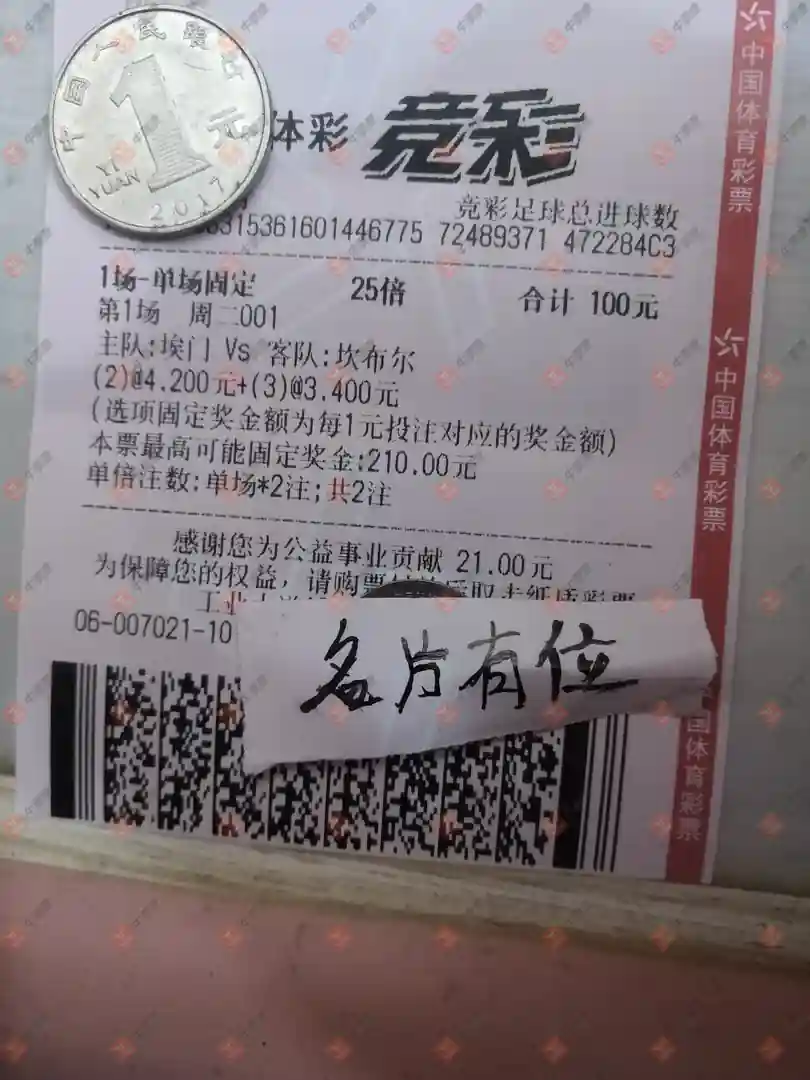 中国人民银行
1元
YI YUAN
2017
体彩 竞彩
竞彩足球总进球数
315361601446775 72489371 472284C3
1场-单场固定 25倍 合计 100元
第1场 周二001
主队:埃门 Vs 客队:坎布尔
(2)@4.200元+(3)@3.400元
(选项固定奖金额为每1元投注对应的奖金额)
本票最高可能固定奖金:210.00元
单倍注数:单场*2注;共2注
感谢您为公益事业贡献 21.00元
为保障您的权益,请购票
06-007021-10
名片有位
中国体育彩票
中国体育彩票
国体育彩票